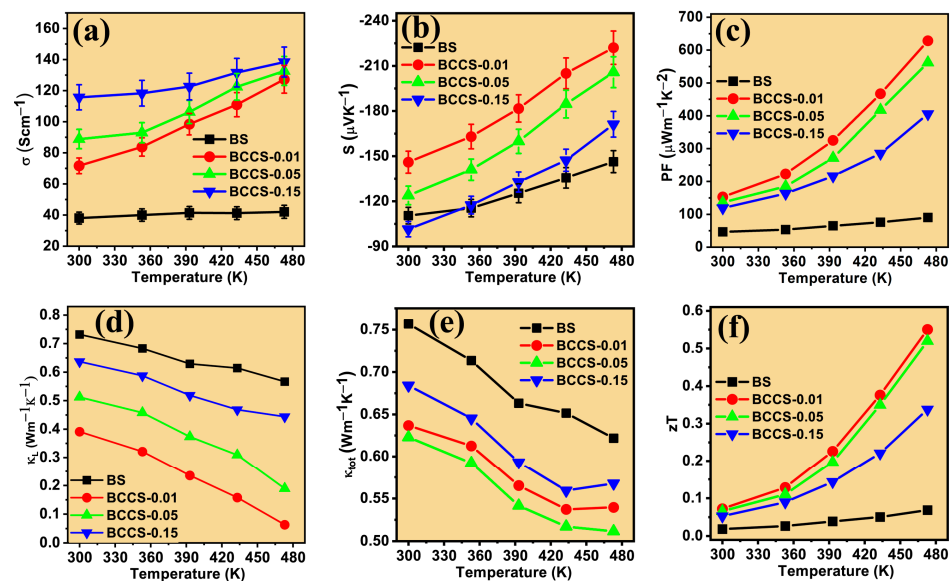 (a)
σ (Scm⁻¹)
160
140
120
100
80
60
40
20
BS
BCCS-0.01
BCCS-0.05
BCCS-0.15
300 330 360 390 420 450 480
Temperature (K)
(b)
S (μVK⁻¹)
-240
-210
-180
-150
-120
-90
BS
BCCS-0.01
BCCS-0.05
BCCS-0.15
300 330 360 390 420 450 480
Temperature (K)
(c)
PF (μWm⁻¹K⁻²)
700
600
500
400
300
200
100
0
BS
BCCS-0.01
BCCS-0.05
BCCS-0.15
300 330 360 390 420 450 480
Temperature (K)
(d)
κL (Wm⁻¹K⁻¹)
0.8
0.7
0.6
0.5
0.4
0.3
0.2
0.1
0.0
BS
BCCS-0.01
BCCS-0.05
BCCS-0.15
300 330 360 390 420 450 480
Temperature (K)
(e)
κtot (Wm⁻¹K⁻¹)
0.75
0.70
0.65
0.60
0.55
0.50
BS
BCCS-0.01
BCCS-0.05
BCCS-0.15
300 330 360 390 420 450 480
Temperature (K)
(f)
zT
0.6
0.5
0.4
0.3
0.2
0.1
0.0
BS
BCCS-0.01
BCCS-0.05
BCCS-0.15
300 330 360 390 420 450 480
Temperature (K)